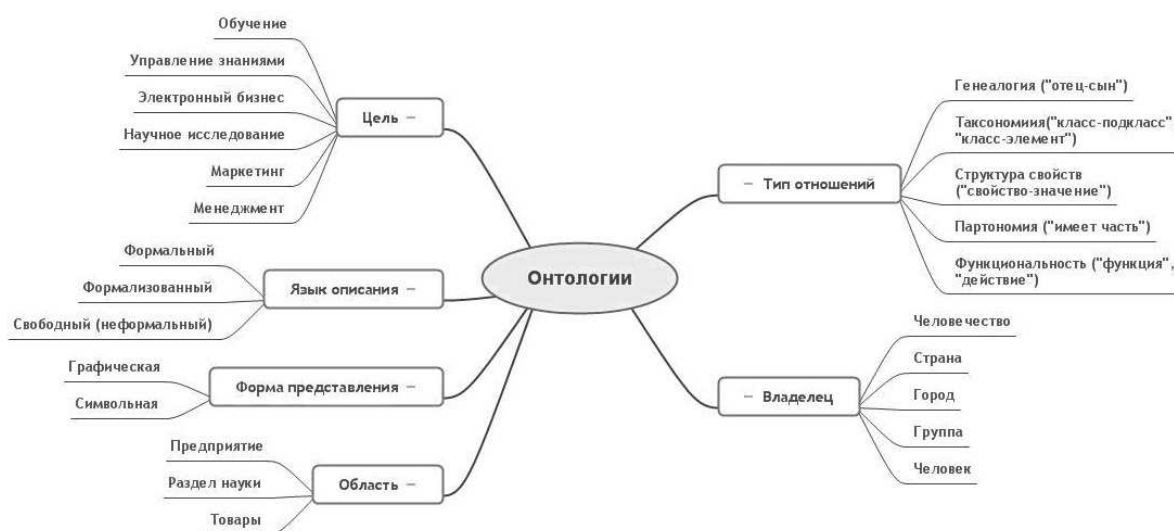 Обучение
Управление знаниями
Электронный бизнес
Научное исследование
Маркетинг
Менеджмент
Цель
Формальный
Формализованный
Свободный (неформальный)
Язык описания
Графическая
Символьная
Форма представления
Предприятие
Раздел науки
Товары
Область
Онтологии
Тип отношений
Генеалогия ("отец-сын")
Таксономиия("класс-подкласс"
"класс-элемент")
Структура свойств
("свойство-значение")
Партономия ("имеет часть")
Функциональность ("функция",
"действие")
Владелец
Человечество
Страна
Город
Группа
Человек